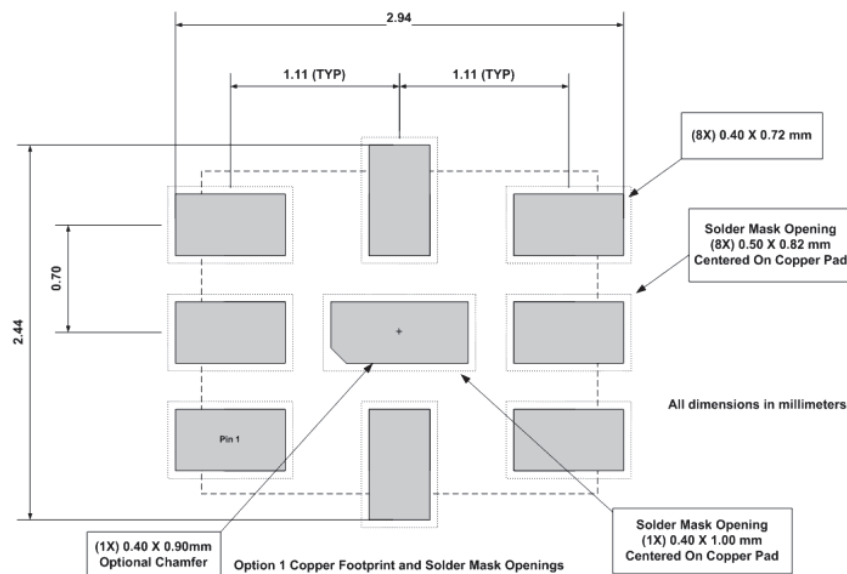 2.94
1.11 (TYP)
1.11 (TYP)
(8X) 0.40 X 0.72 mm
Solder Mask Opening
(8X) 0.50 X 0.82 mm
Centered On Copper Pad
0.70
2.44
All dimensions in millimeters
Pin 1
(1X) 0.40 X 0.90mm
Optional Chamfer
Solder Mask Opening
(1X) 0.40 X 1.00 mm
Centered On Copper Pad
Option 1 Copper Footprint and Solder Mask Openings